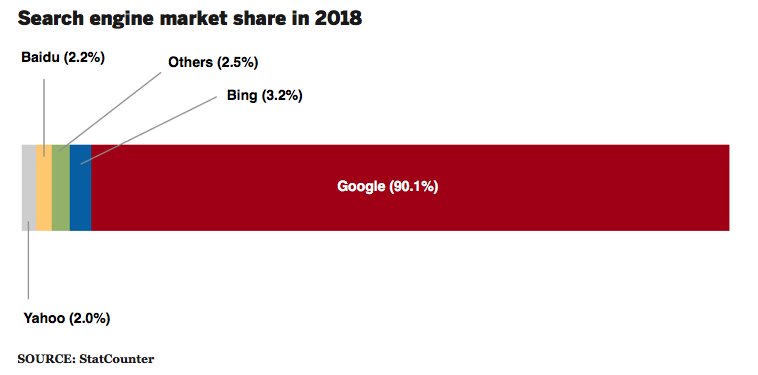 Search engine market share in 2018
Baidu (2.2%)
Others (2.5%)
Bing (3.2%)
Google (90.1%)
Yahoo (2.0%)
SOURCE: StatCounter